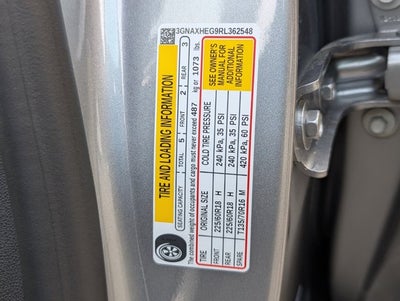 3GNAXHEG9RL362548
TIRE AND LOADING INFORMATION
SEATING CAPACITY TOTAL 5 FRONT 2 REAR 3
The combined weight of occupants and cargo must never exceed 487 kg or 1073 lbs.
TIRE ORIGINAL SIZE COLD TIRE PRESSURE
FRONT 225/60R18 H 240 kPa, 35 PSI
REAR 225/60R18 H 240 kPa, 35 PSI
SPARE T135/70R16 M 420 kPa, 60 PSI
SEE OWNER'S
MANUAL FOR
ADDITIONAL
INFORMATION